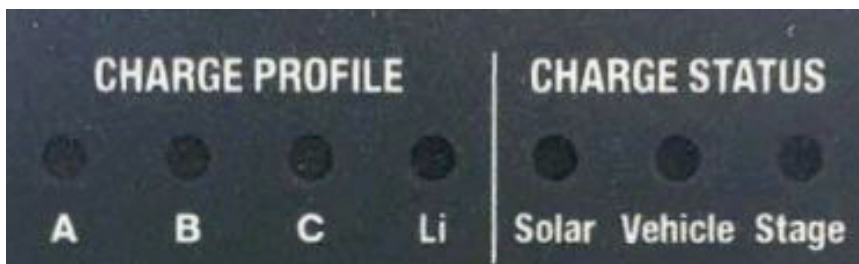 CHARGE PROFILE
CHARGE STATUS
A B C Li
Solar Vehicle Stage